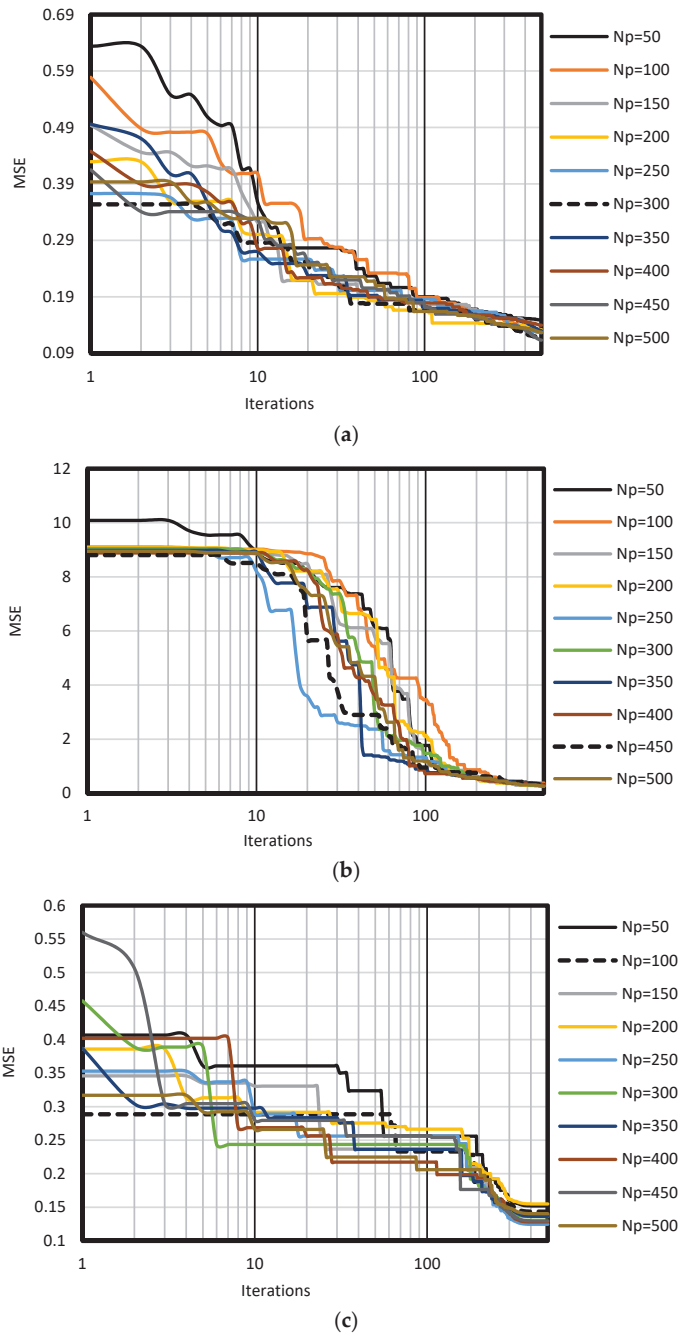 0.69
0.59
0.49
0.39
0.29
0.19
0.09
MSE
1
10
100
Iterations
Np=50
Np=100
Np=150
Np=200
Np=250
Np=300
Np=350
Np=400
Np=450
Np=500
(a)
12
10
8
6
4
2
0
MSE
1
10
100
Iterations
Np=50
Np=100
Np=150
Np=200
Np=250
Np=300
Np=350
Np=400
Np=450
Np=500
(b)
0.6
0.55
0.5
0.45
0.4
0.35
0.3
0.25
0.2
0.15
0.1
MSE
1
10
100
Iterations
Np=50
Np=100
Np=150
Np=200
Np=250
Np=300
Np=350
Np=400
Np=450
Np=500
(c)